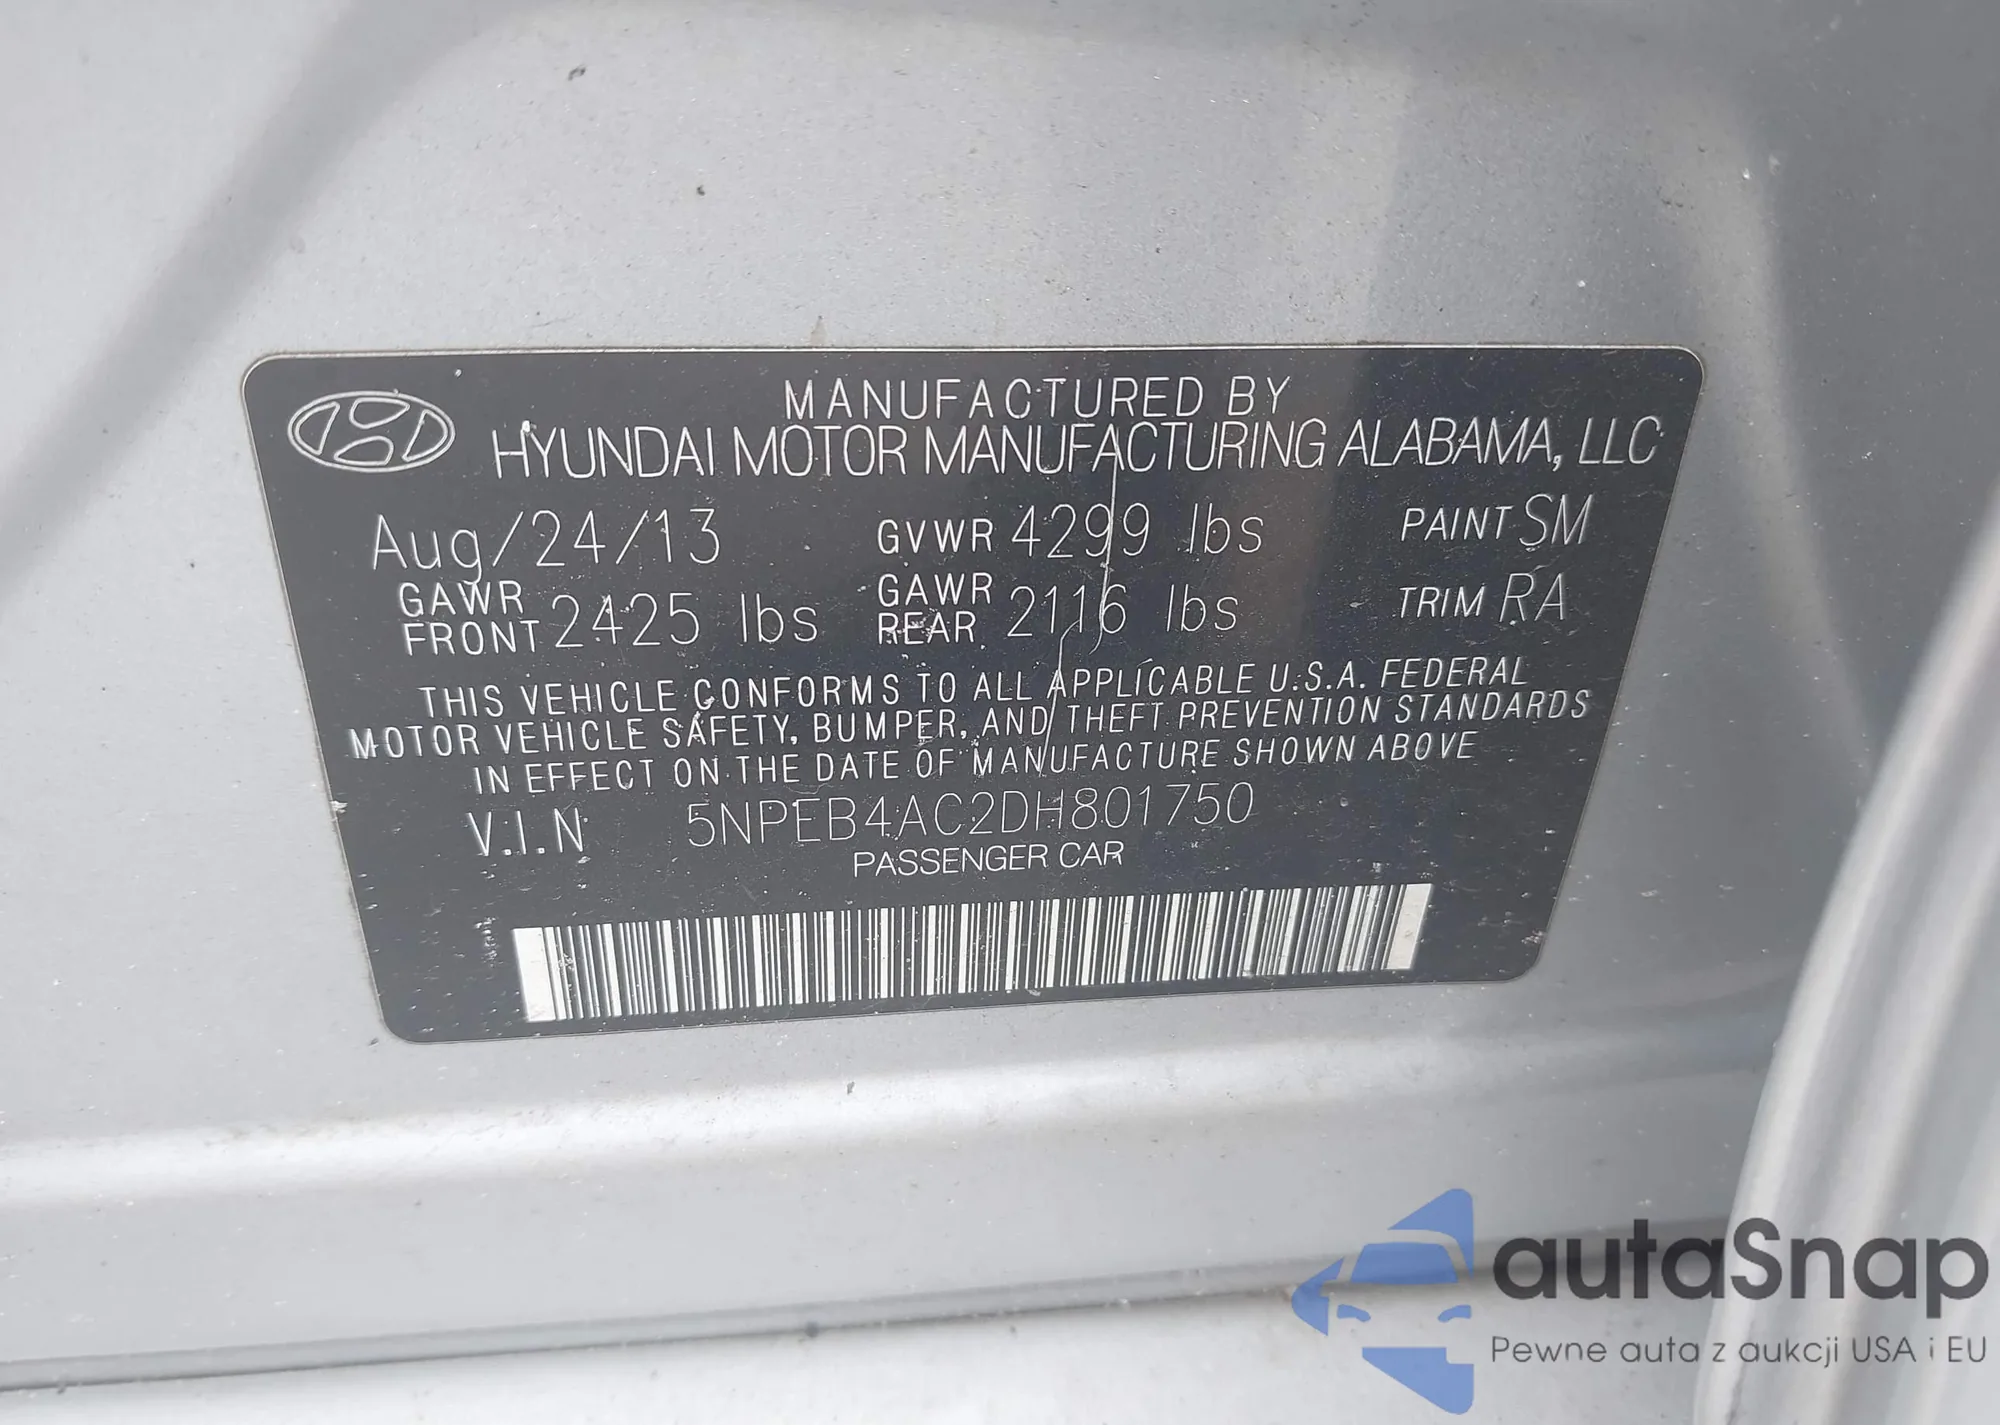 MANUFACTURED BY
HYUNDAI MOTOR MANUFACTURING ALABAMA, LLC
Aug/24/13 GVWR 4299 lbs PAINT SM
GAWR FRONT 2425 lbs GAWR REAR 2116 lbs TRIM RA
THIS VEHICLE CONFORMS TO ALL APPLICABLE U.S.A. FEDERAL
MOTOR VEHICLE SAFETY, BUMPER, AND THEFT PREVENTION STANDARDS
IN EFFECT ON THE DATE OF MANUFACTURE SHOWN ABOVE
V.I.N 5NPEB4AC2DH801750
PASSENGER CAR
autaSnap
Pewne auta z aukcji USA i EU